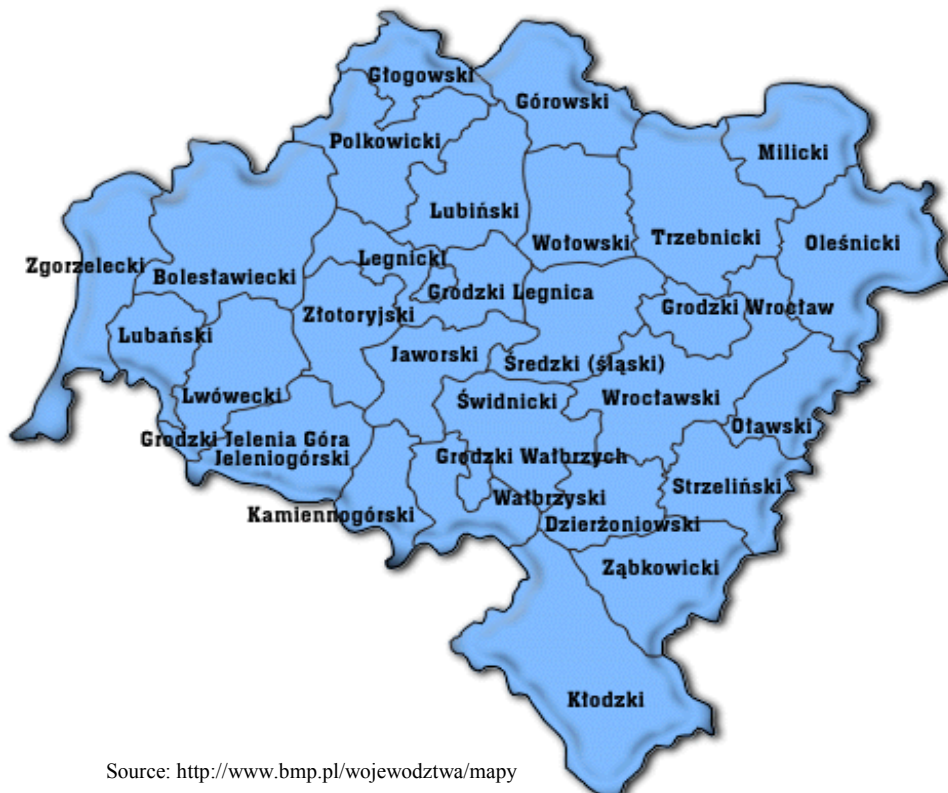 Głogowski
Górowski
Polkowicki
Milicki
Lubiński
Wołowski
Trzebnicki
Oleśnicki
Zgorzelecki
Bolesławiecki
Legnicki
Grodzki Legnica
Grodzki Wrocław
Złotoryjski
Lubański
Jaworski
Średzki (śląski)
Lwówecki
Świdnicki
Wrocławski
Oławski
Grodzki Jelenia Góra
Jeleniogórski
Grodzki Wałbrzych
Wałbrzyski
Strzeliński
Kamiennogórski
Dzierżoniowski
Ząbkowicki
Kłodzki
Source: http://www.bmp.pl/wojewodztwa/mapy